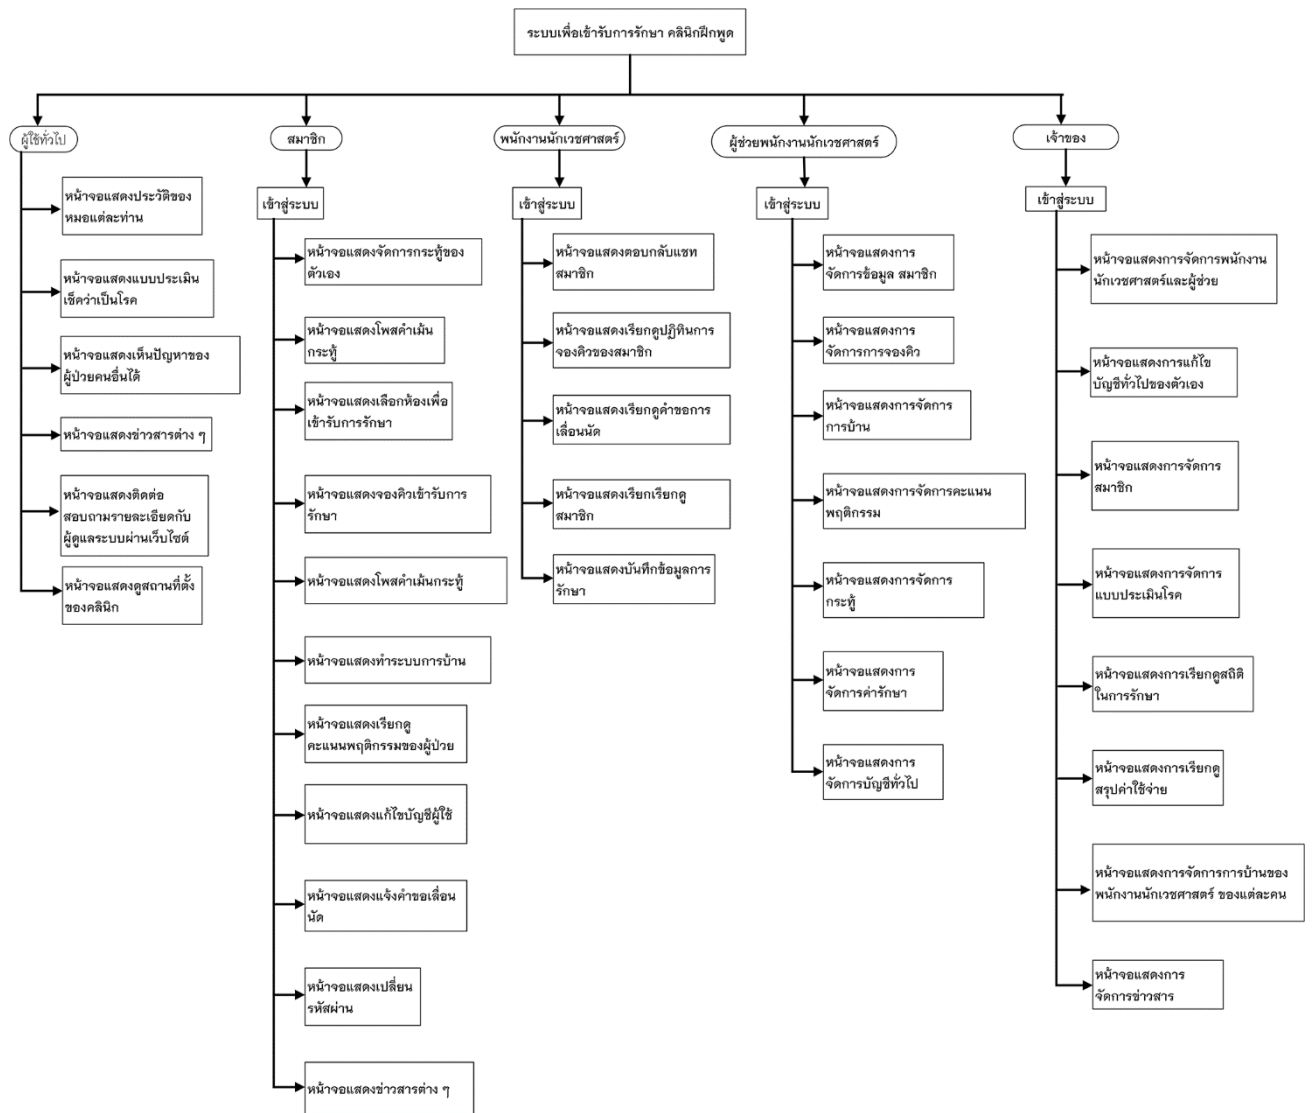 ระบบเพื่อเข้ารับการรักษา คลินิกฝึกพูด
ผู้ใช้ทั่วไป
หน้าจอแสดงประวัติของ
หมอแต่ละท่าน
หน้าจอแสดงแบบประเมิน
เช็คว่าเป็นโรค
หน้าจอแสดงเห็นปัญหาของ
ผู้ป่วยคนอื่นได้
หน้าจอแสดงข่าวสารต่าง ๆ
หน้าจอแสดงติดต่อ
สอบถามรายละเอียดกับ
ผู้ดูแลระบบผ่านเว็บไซต์
หน้าจอแสดงดูสถานที่ตั้ง
ของคลินิก
สมาชิก
เข้าสู่ระบบ
หน้าจอแสดงจัดการกระทู้ของ
ตัวเอง
หน้าจอแสดงโพสคำเม้น
กระทู้
หน้าจอแสดงเลือกห้องเพื่อ
เข้ารับการรักษา
หน้าจอแสดงจองคิวเข้ารับการ
รักษา
หน้าจอแสดงโพสคำเม้นกระทู้
หน้าจอแสดงทำระบบการบ้าน
หน้าจอแสดงเรียกดู
คะแนนพฤติกรรมของผู้ป่วย
หน้าจอแสดงแก้ไขบัญชีผู้ใช้
หน้าจอแสดงแจ้งคำขอเลื่อน
นัด
หน้าจอแสดงเปลี่ยน
รหัสผ่าน
หน้าจอแสดงข่าวสารต่าง ๆ
พนักงานนักเวชศาสตร์
เข้าสู่ระบบ
หน้าจอแสดงตอบกลับแชท
สมาชิก
หน้าจอแสดงเรียกดูปฏิทินการ
จองคิวของสมาชิก
หน้าจอแสดงเรียกดูคำขอการ
เลื่อนนัด
หน้าจอแสดงเรียกเรียกดู
สมาชิก
หน้าจอแสดงบันทึกข้อมูลการ
รักษา
ผู้ช่วยพนักงานนักเวชศาสตร์
เข้าสู่ระบบ
หน้าจอแสดงการ
จัดการข้อมูล สมาชิก
หน้าจอแสดงการ
จัดการการจองคิว
หน้าจอแสดงการจัดการ
การบ้าน
หน้าจอแสดงการจัดการคะแนน
พฤติกรรม
หน้าจอแสดงการจัดการ
กระทู้
หน้าจอแสดงการ
จัดการค่ารักษา
หน้าจอแสดงการ
จัดการบัญชีทั่วไป
เจ้าของ
เข้าสู่ระบบ
หน้าจอแสดงการจัดการพนักงาน
นักเวชศาสตร์และผู้ช่วย
หน้าจอแสดงการแก้ไข
บัญชีทั่วไปของตัวเอง
หน้าจอแสดงการจัดการ
สมาชิก
หน้าจอแสดงการจัดการ
แบบประเมินโรค
หน้าจอแสดงการเรียกดูสถิติ
ในการรักษา
หน้าจอแสดงการเรียกดู
สรุปค่าใช้จ่าย
หน้าจอแสดงการจัดการการบ้านของ
พนักงานนักเวชศาสตร์ ของแต่ละคน
หน้าจอแสดงการ
จัดการข่าวสาร